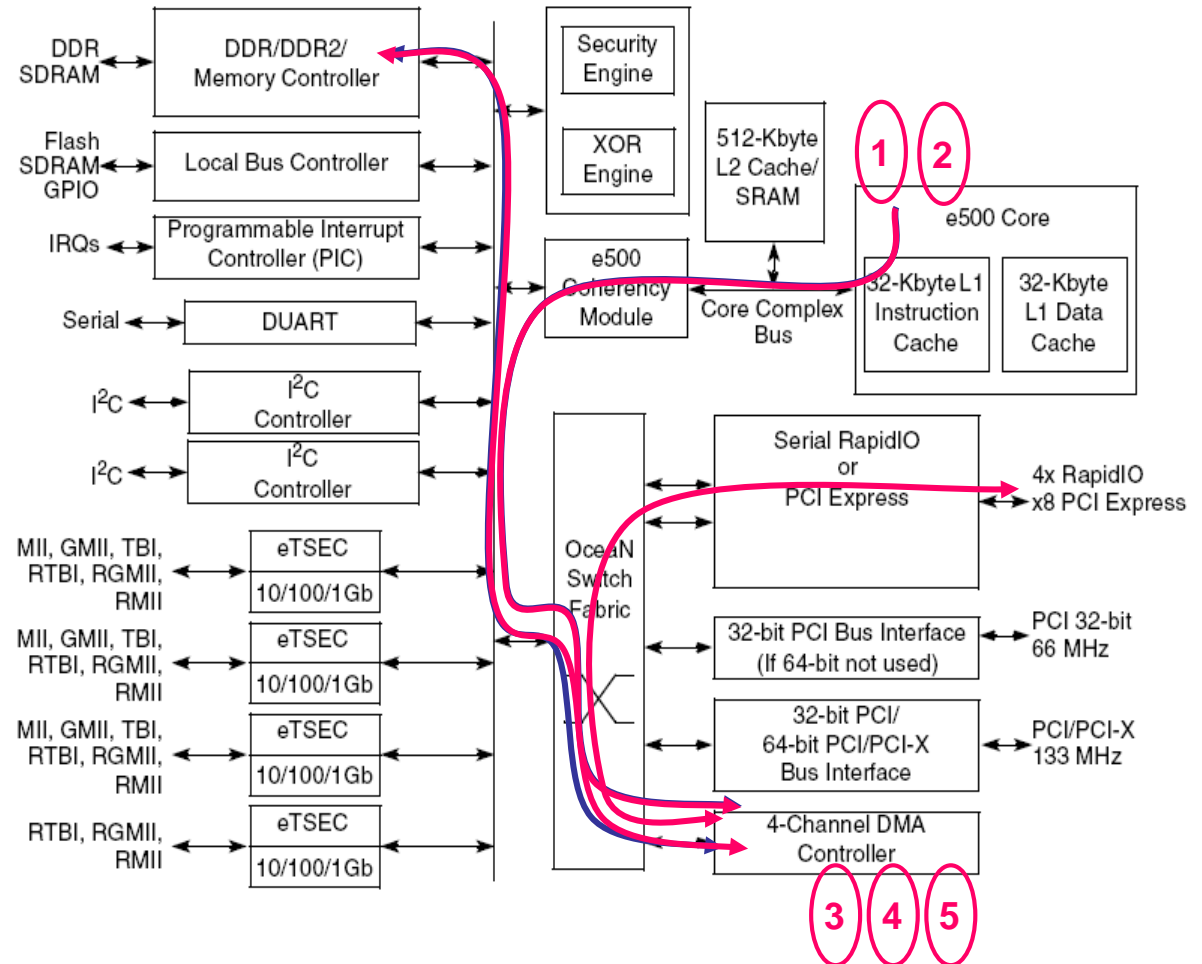 DDR
SDRAM
DDR/DDR2/
Memory Controller
Security
Engine
XOR
Engine
Flash
SDRAM
GPIO
Local Bus Controller
512-Kbyte
L2 Cache/
SRAM
1
2
e500 Core
32-Kbyte L1
Instruction
Cache
32-Kbyte
L1 Data
Cache
IRQs
Programmable Interrupt
Controller (PIC)
e500
Coherency
Module
Core Complex
Bus
Serial
DUART
I2C
I2C
Controller
I2C
I2C
Controller
Serial RapidIO
or
PCI Express
4x RapidIO
x8 PCI Express
OceaN
Switch
Fabric
MII, GMII, TBI,
RTBI, RGMII,
RMII
eTSEC
10/100/1Gb
32-bit PCI Bus Interface
(If 64-bit not used)
PCI 32-bit
66 MHz
MII, GMII, TBI,
RTBI, RGMII,
RMII
eTSEC
10/100/1Gb
32-bit PCI/
64-bit PCI/PCI-X
Bus Interface
PCI/PCI-X
133 MHz
MII, GMII, TBI,
RTBI, RGMII,
RMII
eTSEC
10/100/1Gb
4-Channel DMA
Controller
RTBI, RGMII,
RMII
eTSEC
10/100/1Gb
3
4
5